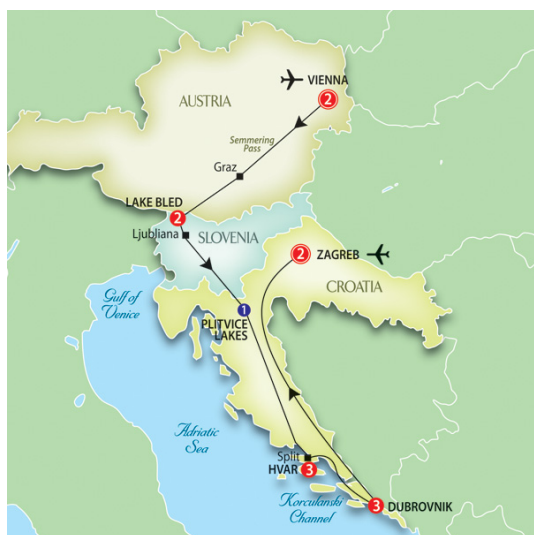 VIENNA
2
AUSTRIA
Semmering
Pass
Graz
LAKE BLED
2
Ljubliana
SLOVENIA
2
ZAGREB
CROATIA
Gulf of
Venice
1
PLITVICE
LAKES
Adriatic
Sea
Split
HVAR
3
Korculanski
Channel
3
DUBROVNIK